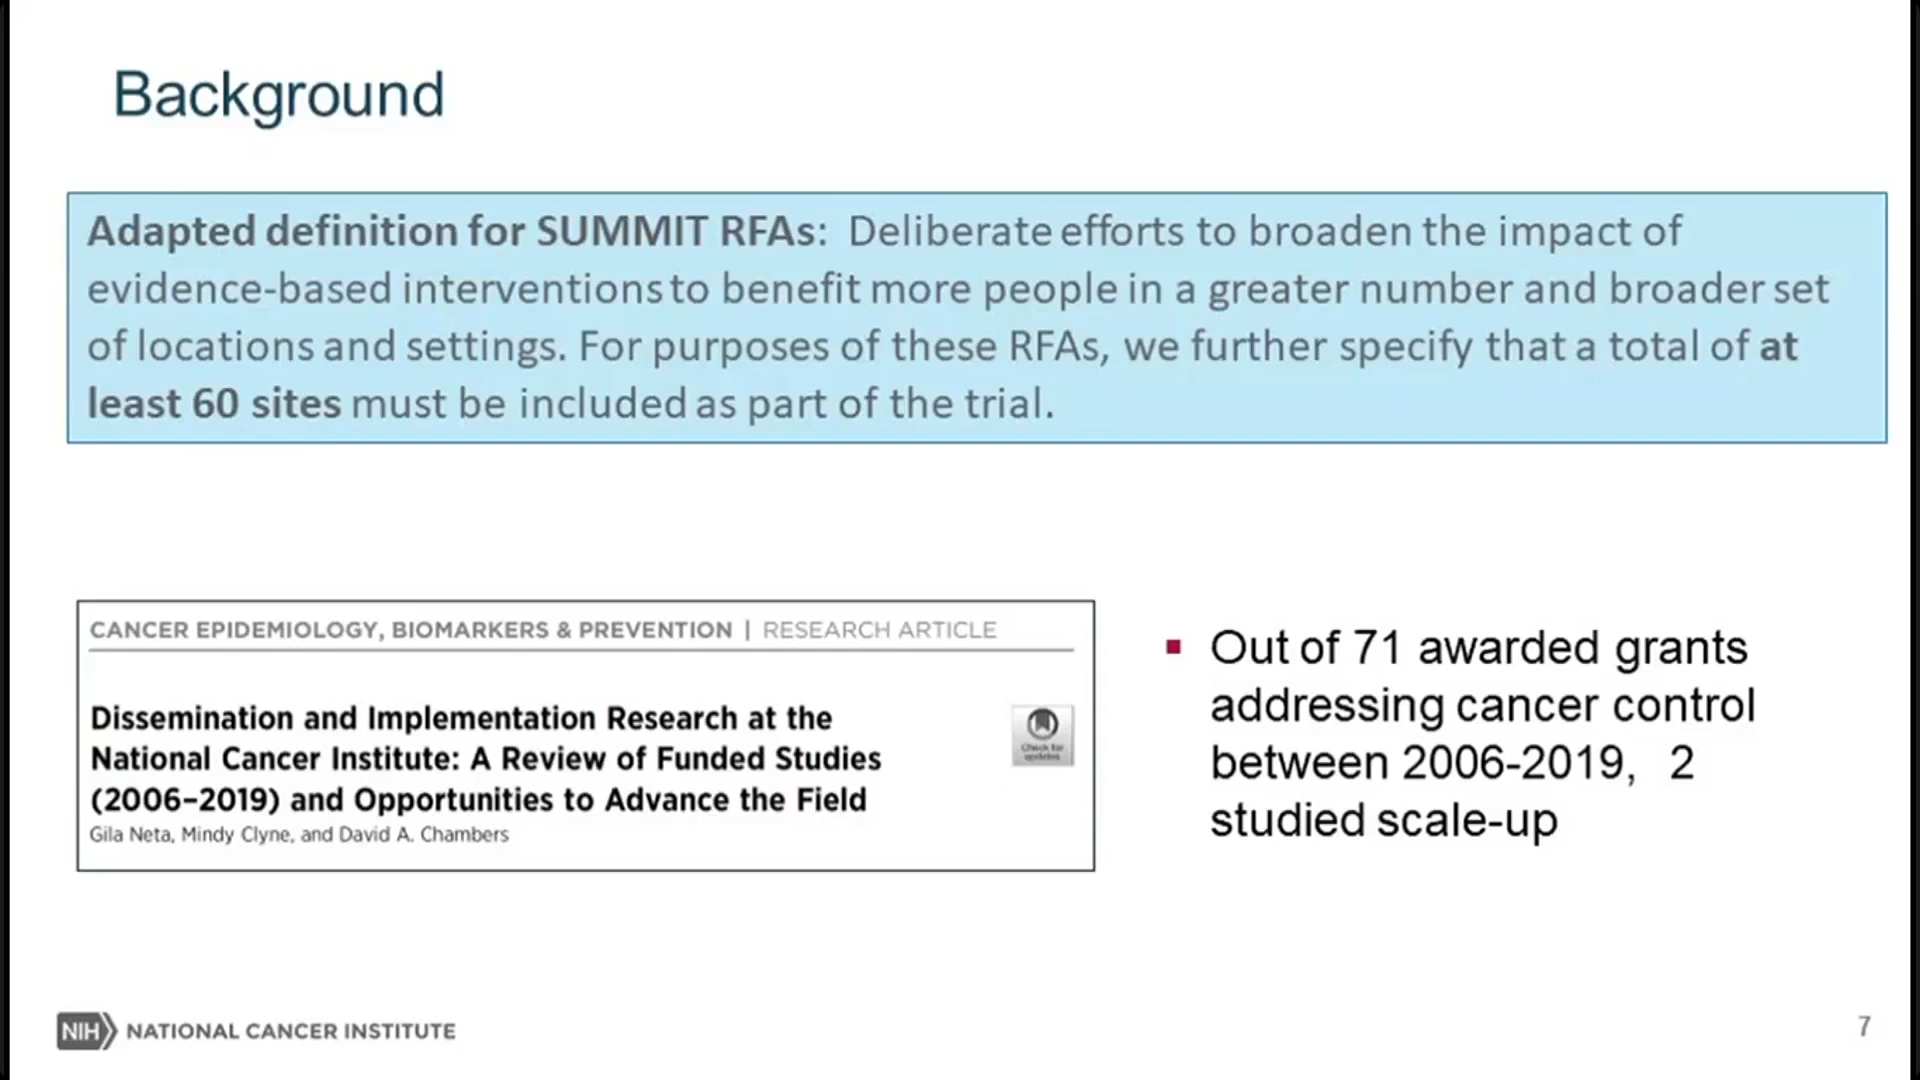 Background
Adapted definition for SUMMIT RFAs: Deliberate efforts to broaden the impact of
evidence-based interventions to benefit more people in a greater number and broader set
of locations and settings. For purposes of these RFAs, we further specify that a total of at
least 60 sites must be included as part of the trial.
CANCER EPIDEMIOLOGY, BIOMARKERS & PREVENTION | RESEARCH ARTICLE
Dissemination and Implementation Research at the
National Cancer Institute: A Review of Funded Studies
(2006–2019) and Opportunities to Advance the Field
Gila Neta, Mindy Clyne, and David A. Chambers
Check for
updates
Out of 71 awarded grants
addressing cancer control
between 2006-2019, 2
studied scale-up
NIH NATIONAL CANCER INSTITUTE
7